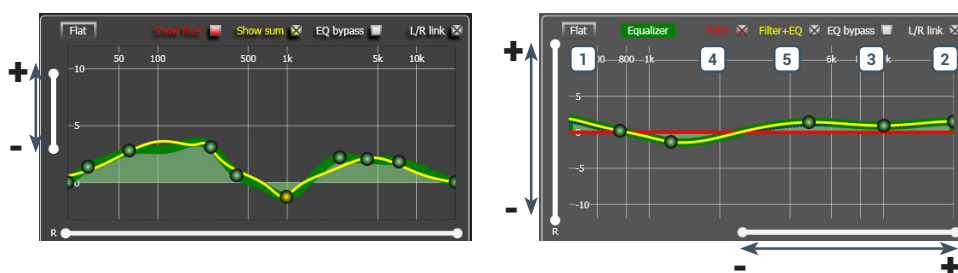 Flat Show filter Show sum EQ bypass L/R link
50 100 500 1k 5k 10k
+
10
5
-
0
R
Flat Equalizer Filter Filter+EQ EQ bypass L/R link
+
1 00 800 1k 4 5 6k 3 k 2
-5
0
-5
-
-10
R
- +